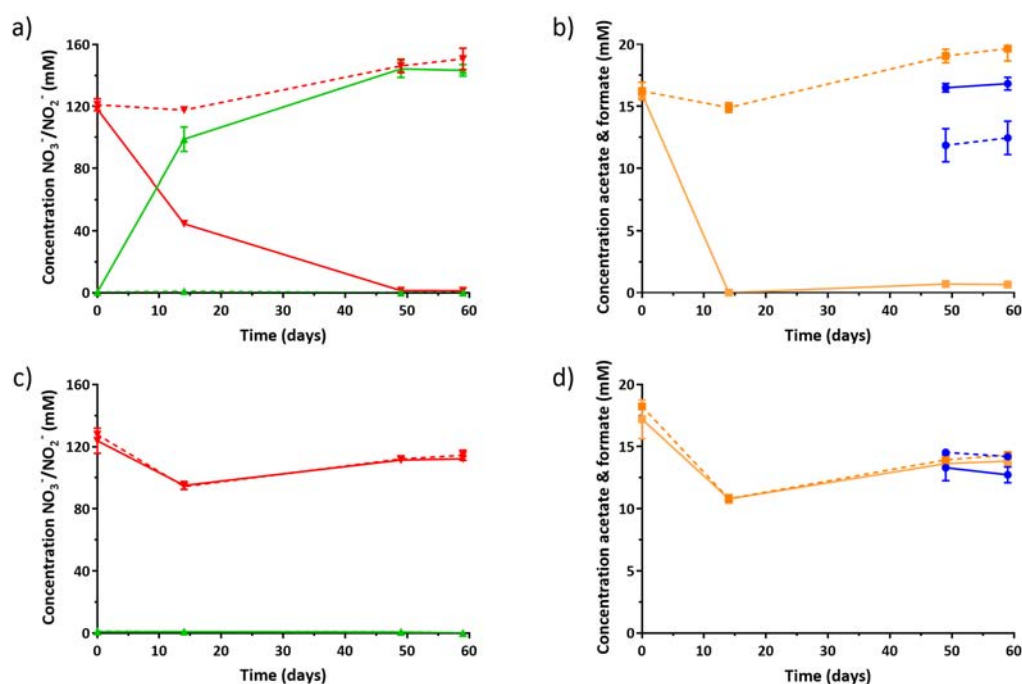 a)
Concentration NO₃⁻/NO₂⁻ (mM)
160
120
80
40
0
0 10 20 30 40 50 60
Time (days)
b)
Concentration acetate & formate (mM)
20
15
10
5
0
0 10 20 30 40 50 60
Time (days)
c)
Concentration NO₃⁻/NO₂⁻ (mM)
160
120
80
40
0
0 10 20 30 40 50 60
Time (days)
d)
Concentration acetate & formate (mM)
20
15
10
5
0
0 10 20 30 40 50 60
Time (days)